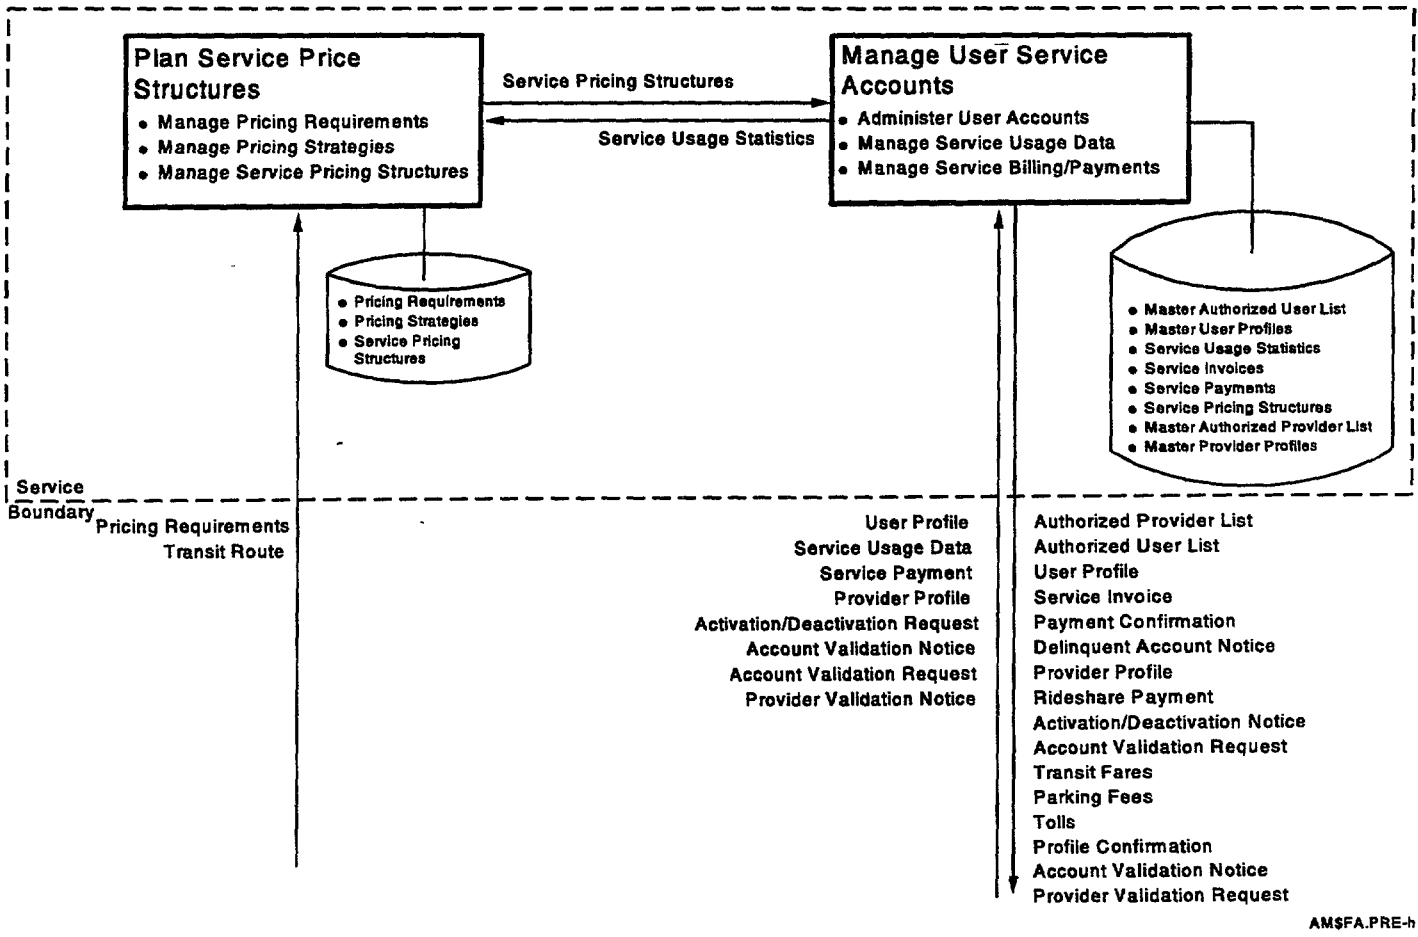 Plan Service Price
Structures
• Manage Pricing Requirements
• Manage Pricing Strategies
• Manage Service Pricing Structures
Service Pricing Structures
Service Usage Statistics
Manage User Service
Accounts
• Administer User Accounts
• Manage Service Usage Data
• Manage Service Billing/Payments
• Pricing Requirements
• Pricing Strategies
• Service Pricing
Structures
• Master Authorized User List
• Master User Profiles
• Service Usage Statistics
• Service Invoices
• Service Payments
• Service Pricing Structures
• Master Authorized Provider List
• Master Provider Profiles
Service
Boundary
Pricing Requirements
Transit Route
User Profile
Service Usage Data
Service Payment
Provider Profile
Activation/Deactivation Request
Account Validation Notice
Account Validation Request
Provider Validation Notice
Authorized Provider List
Authorized User List
User Profile
Service Invoice
Payment Confirmation
Delinquent Account Notice
Provider Profile
Rideshare Payment
Activation/Deactivation Notice
Account Validation Request
Transit Fares
Parking Fees
Tolls
Profile Confirmation
Account Validation Notice
Provider Validation Request
AM$FA.PRE-h